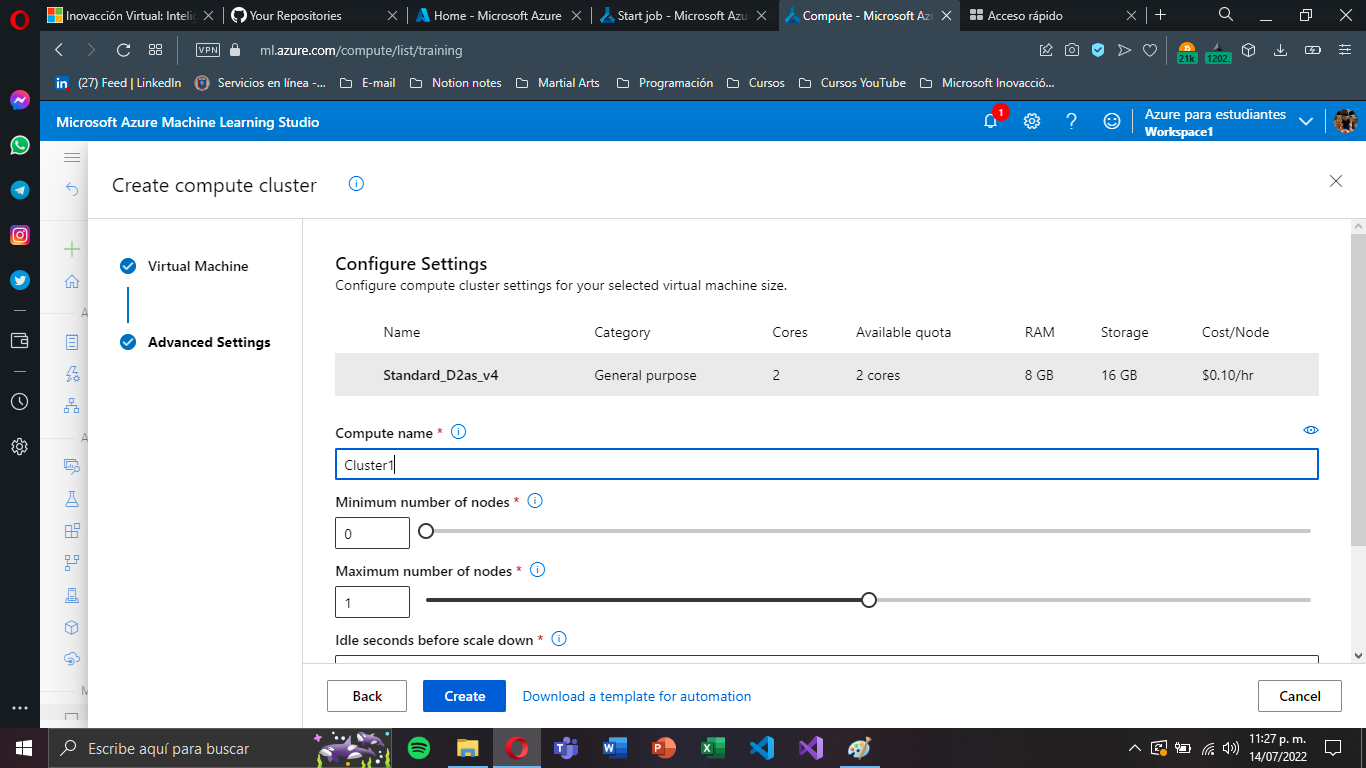 Inovacción Virtual: Inteli
Your Repositories
Home - Microsoft Azure
Start job - Microsoft Azu
Compute - Microsoft Azu
Acceso rápido
VPN
ml.azure.com/compute/list/training
21k
1202.
(27) Feed | LinkedIn
Servicios en línea -...
E-mail
Notion notes
Martial Arts
Programación
Cursos
Cursos YouTube
Microsoft Inovacció...
Microsoft Azure Machine Learning Studio
1
Azure para estudiantes
Workspace1
Create compute cluster
Virtual Machine
Advanced Settings
Configure Settings
Configure compute cluster settings for your selected virtual machine size.
Name Category Cores Available quota RAM Storage Cost/Node
Standard_D2as_v4 General purpose 2 2 cores 8 GB 16 GB $0.10/hr
Compute name *
Cluster1
Minimum number of nodes *
0
Maximum number of nodes *
1
Idle seconds before scale down *
Back
Create
Download a template for automation
Cancel
Escribe aquí para buscar
11:27 p. m.
14/07/2022